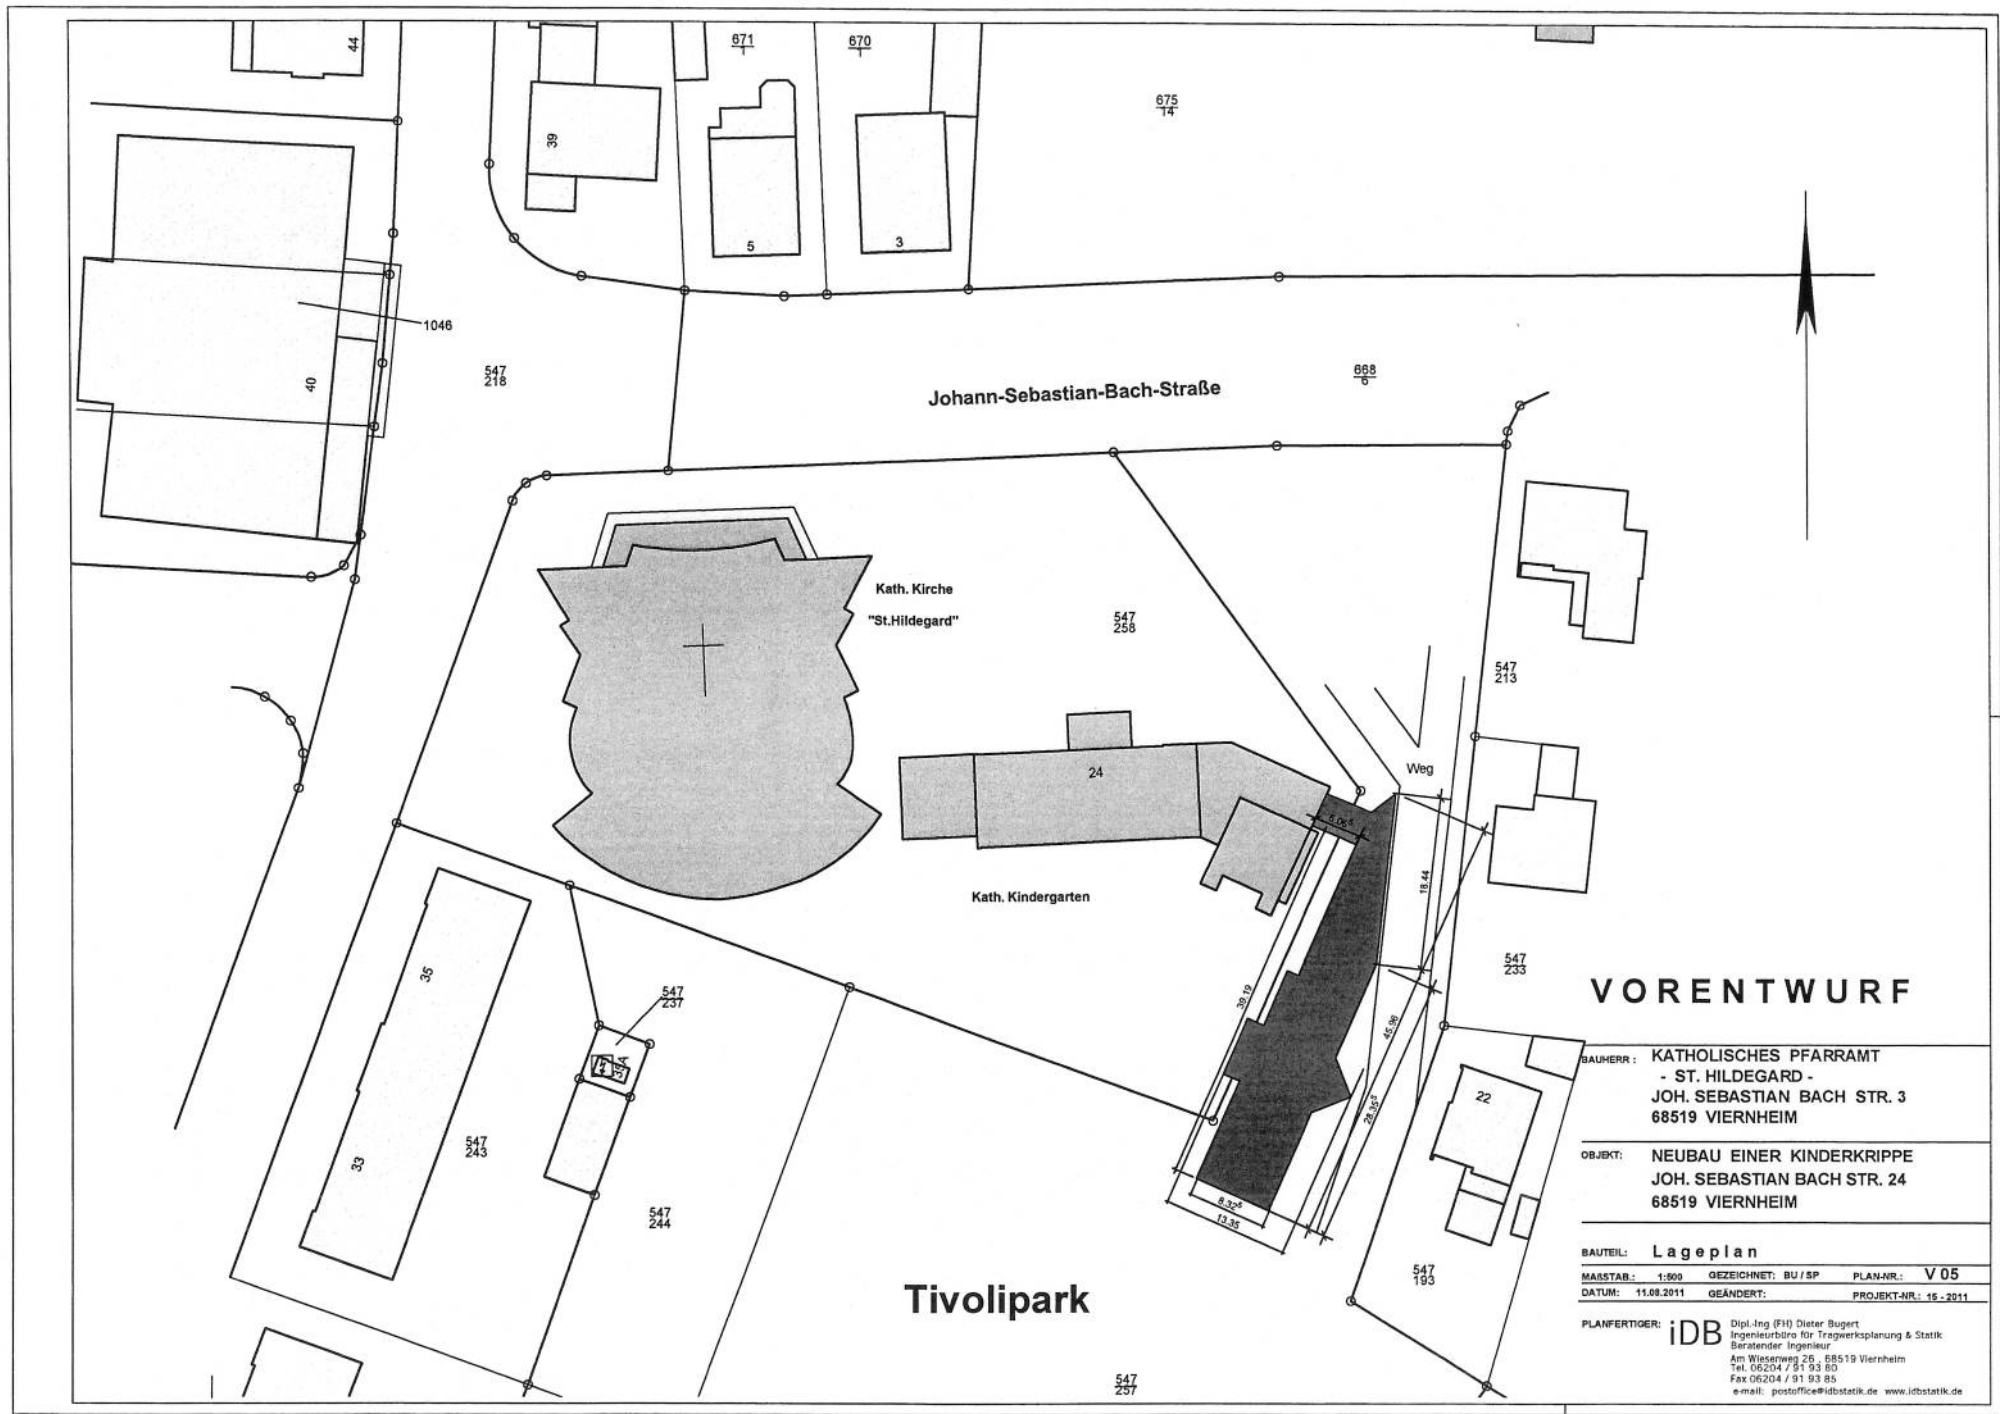 44
671
1
670
1
675
14
39
5
3
1046
40
547
218
Johann-Sebastian-Bach-Straße
668
6
Kath. Kirche
"St.Hildegard"
547
258
547
213
Weg
24
5.06⁵
18.44
Kath. Kindergarten
35
547
237
35A
39.19
45.96
547
233
28.35⁵
22
33
547
243
547
244
8.32⁵
13.35
547
193
Tivolipark
547
257
VORENTWURF
BAUHERR : KATHOLISCHES PFARRAMT
- ST. HILDEGARD -
JOH. SEBASTIAN BACH STR. 3
68519 VIERNHEIM
OBJEKT: NEUBAU EINER KINDERKRIPPE
JOH. SEBASTIAN BACH STR. 24
68519 VIERNHEIM
BAUTEIL: Lageplan
MAßSTAB.: 1:500 GEZEICHNET: BU / SP PLAN-NR.: V 05
DATUM: 11.08.2011 GEÄNDERT: PROJEKT-NR.: 15 - 2011
PLANFERTIGER: iDB
Dipl.-Ing (FH) Dieter Bugert
Ingenieurbüro für Tragwerksplanung & Statik
Beratender Ingenieur
Am Wiesenweg 26 , 68519 Viernheim
Tel. 06204 / 91 93 80
Fax 06204 / 91 93 85
e-mail: postoffice@idbstatik.de www.idbstatik.de